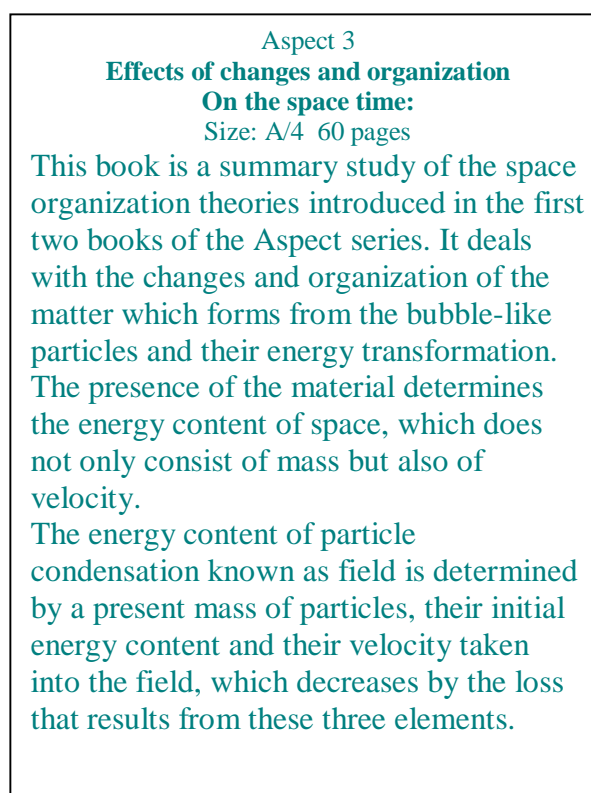 Aspect 3
Effects of changes and organization
On the space time:
Size: A/4 60 pages
This book is a summary study of the space
organization theories introduced in the first
two books of the Aspect series. It deals
with the changes and organization of the
matter which forms from the bubble-like
particles and their energy transformation.
The presence of the material determines
the energy content of space, which does
not only consist of mass but also of
velocity.
The energy content of particle
condensation known as field is determined
by a present mass of particles, their initial
energy content and their velocity taken
into the field, which decreases by the loss
that results from these three elements.